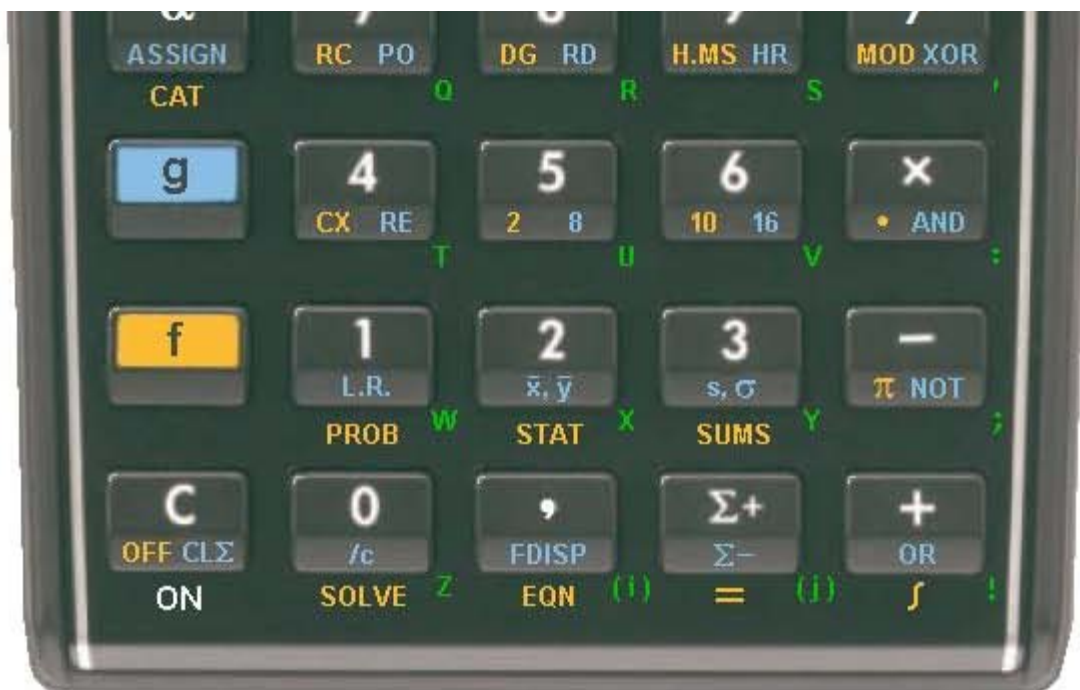 ASSIGN RC PO DG RD H.MS HR MOD XOR
CAT Q R S '
g 4 5 6 ×
CX RE 2 8 10 16 • AND
T U V :
f 1 2 3 −
L.R. x̄, ȳ s, σ π NOT
PROB W STAT X SUMS Y ;
C 0 , Σ+ +
OFF CLΣ /c FDISP Σ− OR
ON SOLVE Z EQN (i) = (j) ∫ !